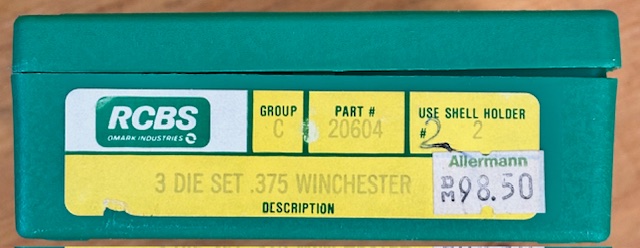 RCBS
OMARK INDUSTRIES
GROUP
C
PART #
20604
USE SHELL HOLDER
#2 2
Allermann
DM 98.50
3 DIE SET .375 WINCHESTER
DESCRIPTION